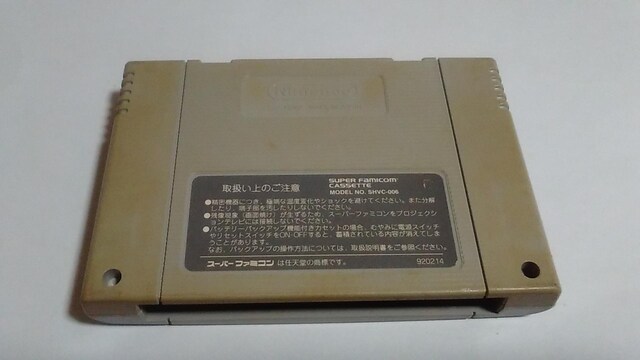 Nintendo
取扱い上のご注意
SUPER FAMICOM
CASSETTE
MODEL NO. SHVC-006
●精密機器につき、極端な温度変化やショックを避けてください。また分解
したり、端子部を汚したりしないでください。
●残像現象(画面焼け)が生ずるため、スーパーファミコンをプロジェクシ
ョンテレビには接続しないでください。
●バッテリーバックアップ機能付きカセットの場合、むやみに電源スイッチ
やリセットスイッチをON-OFFすると、蓄積されている内容が消えてしま
うことがあります。
なお、バックアップの操作方法については、取扱説明書をご参照ください。
スーパーファミコンは任天堂の商標です。
920214